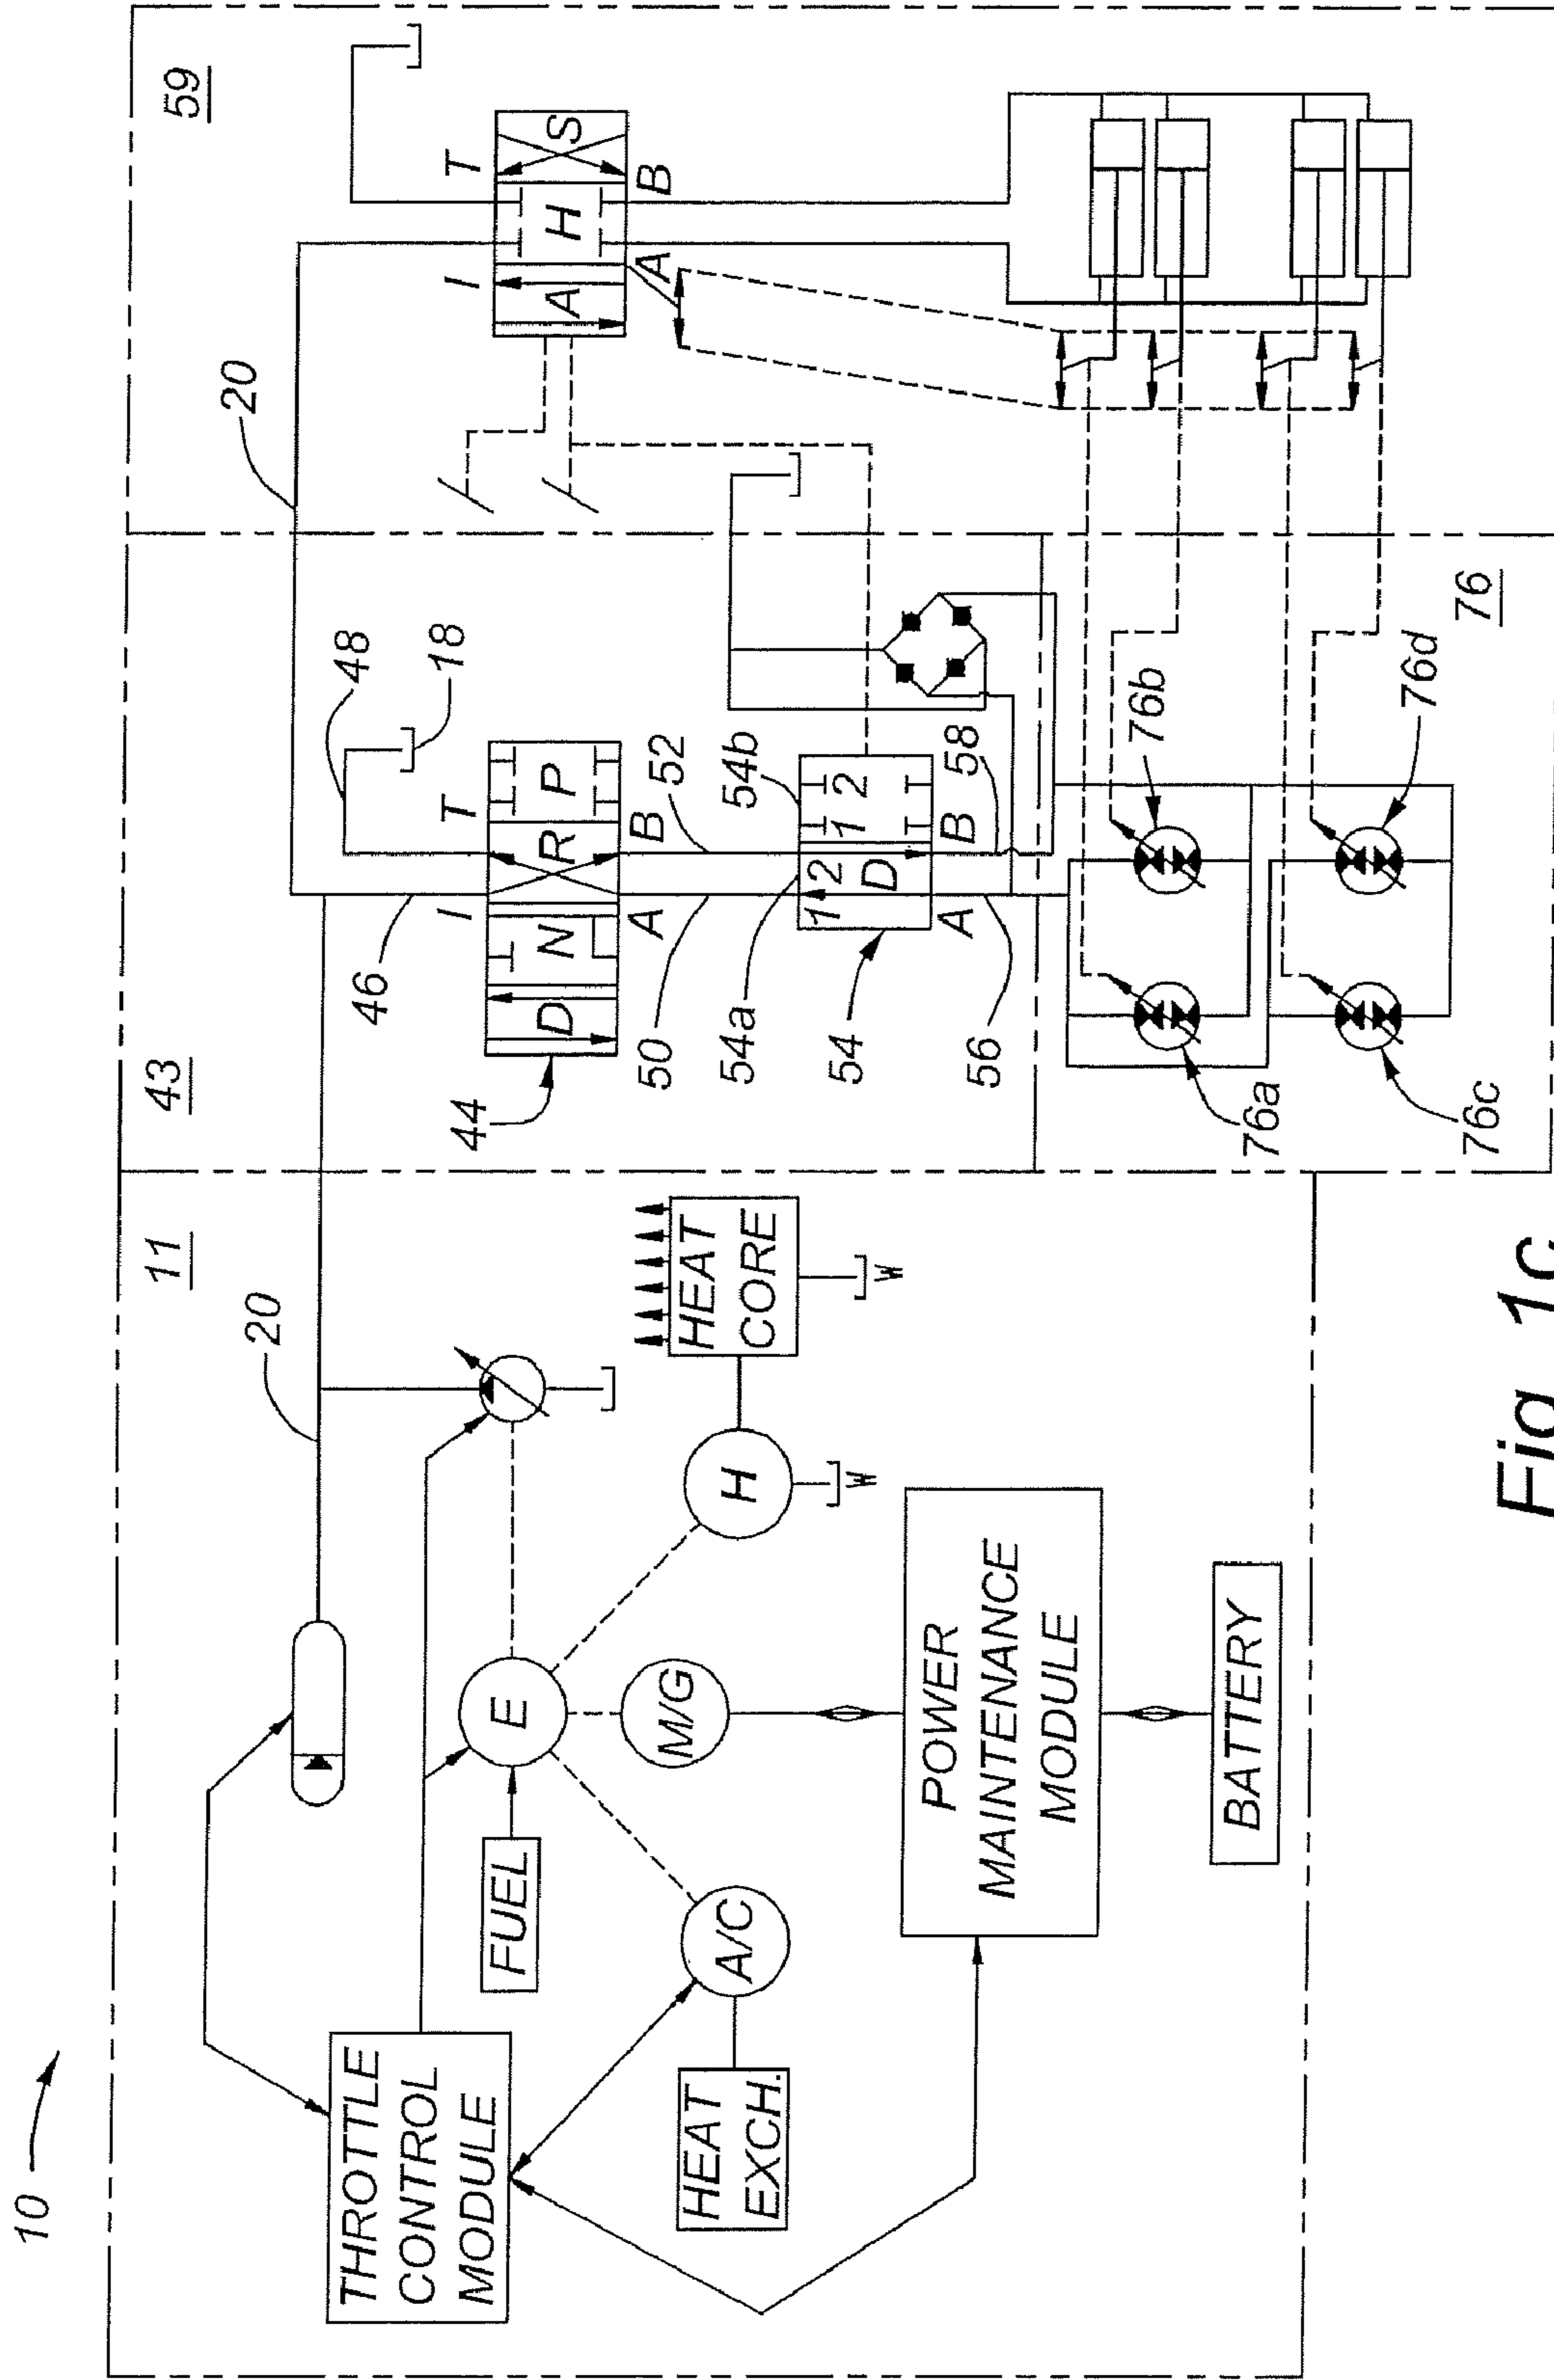 10
11
20
THROTTLE
CONTROL
MODULE
FUEL
E
HEAT
EXCH.
A/C
M/G
H
W
HEAT
CORE
W
POWER
MAINTENANCE
MODULE
BATTERY
43
46
48
18
20
I
T
D
N
R
P
A
B
44
50
52
54a
54b
1
2
D
1
2
54
A
B
56
58
59
I
T
A
H
S
A
B
76a
76b
76c
76d
76
Fig. 1c